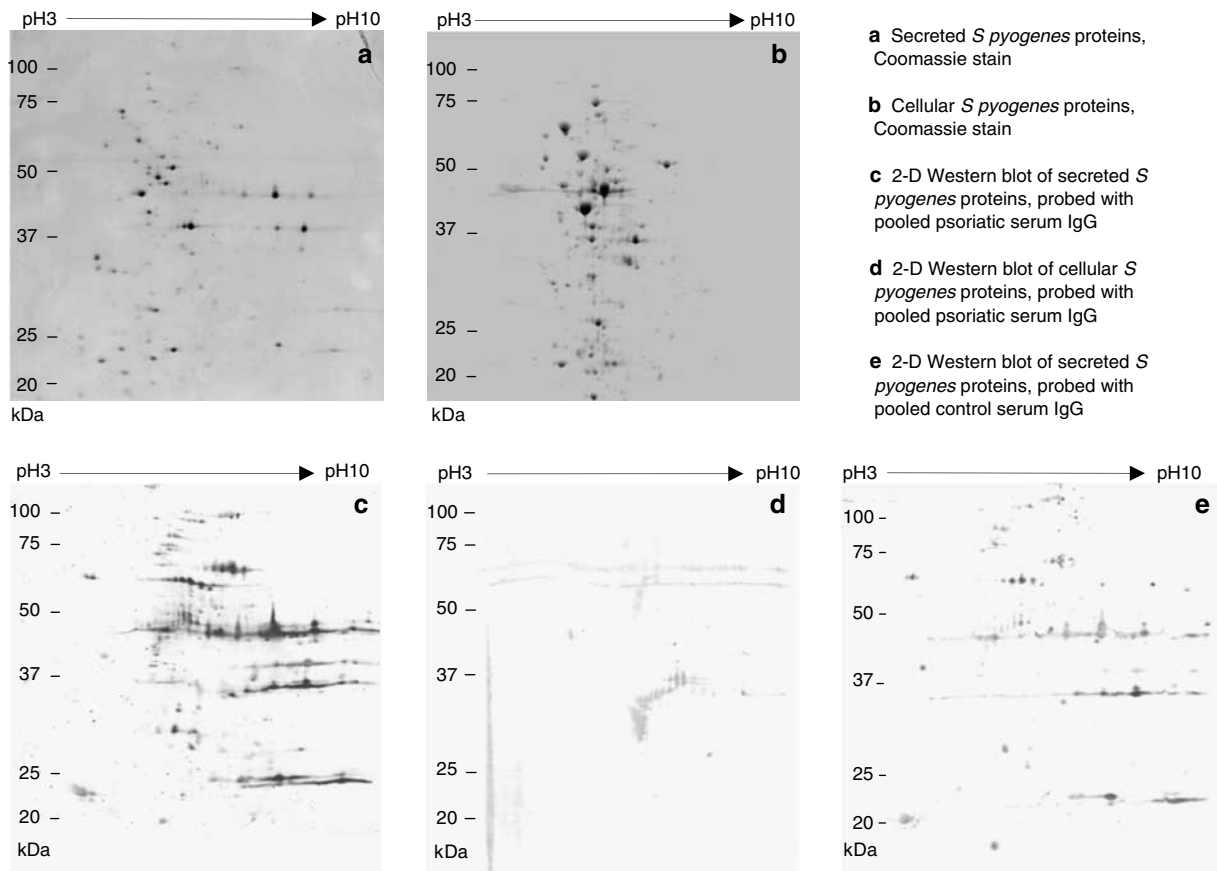 pH3 pH10
a
100
75
50
37
25
20
kDa
pH3 pH10
b
100
75
50
37
25
20
kDa
a Secreted S pyogenes proteins,
Coomassie stain
b Cellular S pyogenes proteins,
Coomassie stain
c 2-D Western blot of secreted S
pyogenes proteins, probed with
pooled psoriatic serum IgG
d 2-D Western blot of cellular S
pyogenes proteins, probed with
pooled psoriatic serum IgG
e 2-D Western blot of secreted S
pyogenes proteins, probed with
pooled control serum IgG
pH3 pH10
c
100
75
50
37
25
20
kDa
pH3 pH10
d
100
75
50
37
25
20
kDa
pH3 pH10
e
100
75
50
37
25
20
kDa